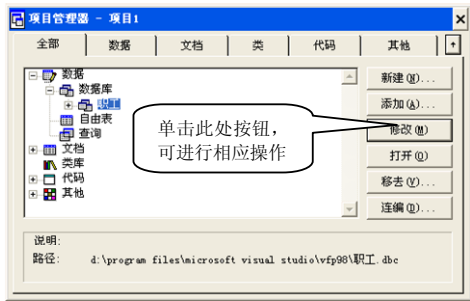 项目管理器 - 项目1
全部 数据 文档 类 代码 其他
数据
数据库
职工
自由表
查询
文档
类库
代码
其他
新建(N)...
添加(A)...
修改(M)
打开(O)
移去(V)...
连编(D)...
单击此处按钮，
可进行相应操作
说明:
路径: d:\program files\microsoft visual studio\vfp98\职工.dbc